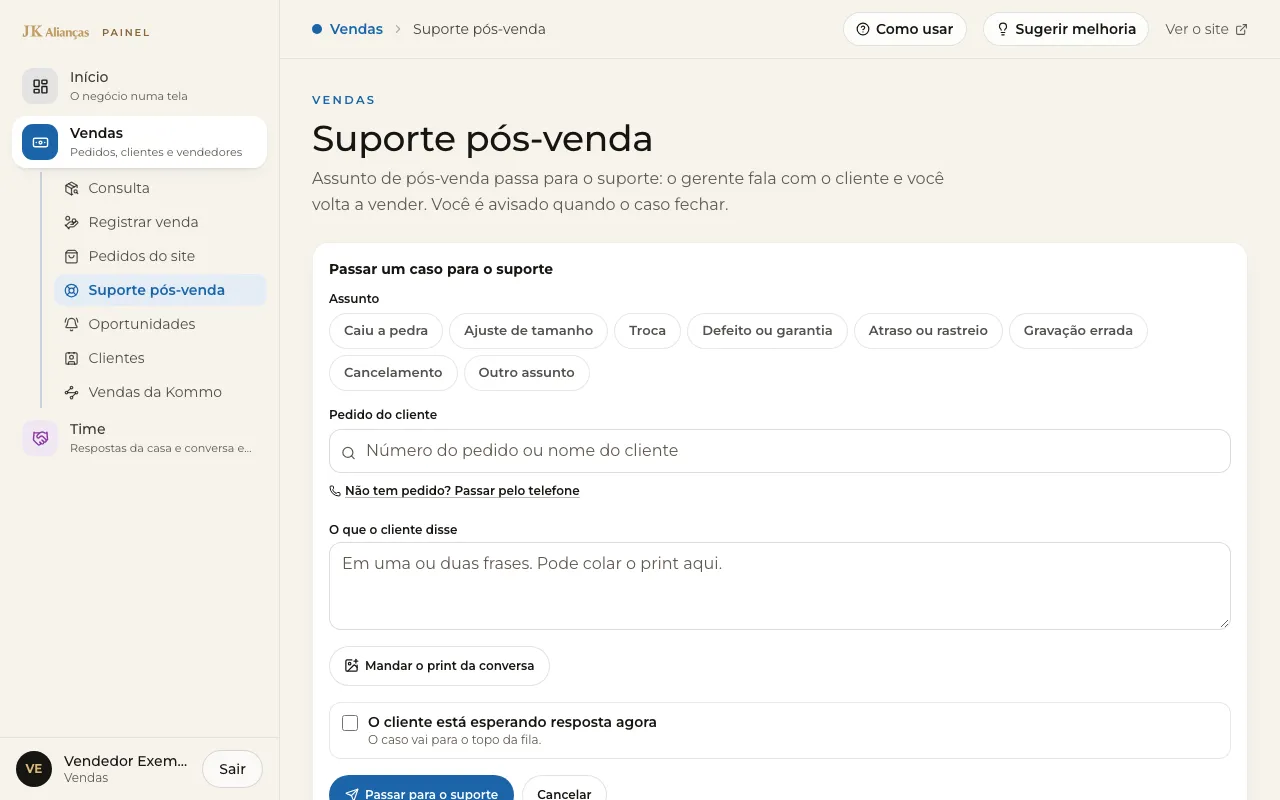 JK Alianças PAINEL
Início
O negócio numa tela
Vendas
Pedidos, clientes e vendedores
Consulta
Registrar venda
Pedidos do site
Suporte pós-venda
Oportunidades
Clientes
Vendas da Kommo
Time
Respostas da casa e conversa e...
VE
Vendedor Exem...
Vendas
Sair
Vendas > Suporte pós-venda
Como usar
Sugerir melhoria
Ver o site
VENDAS
Suporte pós-venda
Assunto de pós-venda passa para o suporte: o gerente fala com o cliente e você
volta a vender. Você é avisado quando o caso fechar.
Passar um caso para o suporte
Assunto
Caiu a pedra
Ajuste de tamanho
Troca
Defeito ou garantia
Atraso ou rastreio
Gravação errada
Cancelamento
Outro assunto
Pedido do cliente
Número do pedido ou nome do cliente
Não tem pedido? Passar pelo telefone
O que o cliente disse
Em uma ou duas frases. Pode colar o print aqui.
Mandar o print da conversa
O cliente está esperando resposta agora
O caso vai para o topo da fila.
Passar para o suporte
Cancelar